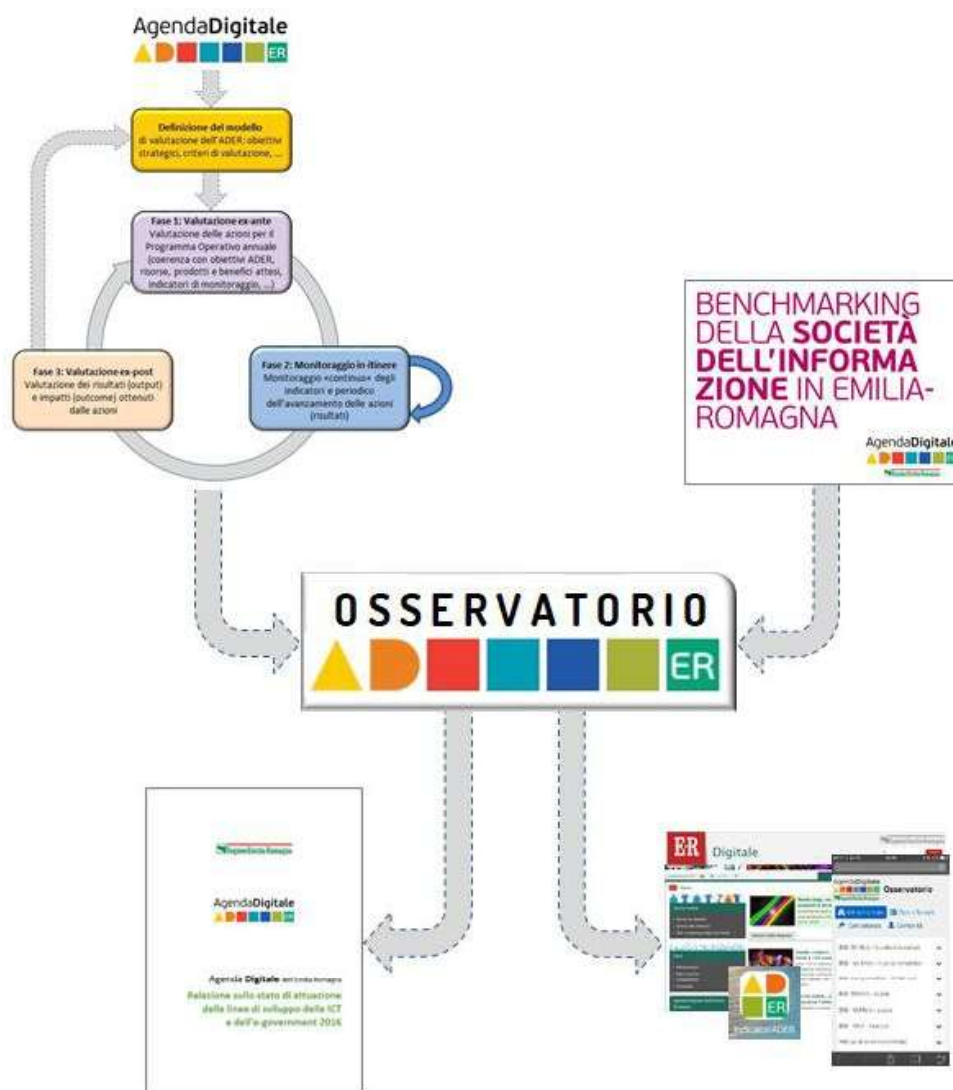 AgendaDigitale
ER
Definizione del modello
di valutazione dell'ADER: obiettivi
strategici, criteri di valutazione, ...
Fase 1: Valutazione ex-ante
Valutazione delle azioni per il
Programma Operativo annuale
(coerenza con obiettivi ADER,
risorse, prodotti e benefici attesi,
indicatori di monitoraggio, ...)
Fase 3: Valutazione ex-post
Valutazione dei risultati (output)
e impatti (outcome) ottenuti
dalle azioni
Fase 2: Monitoraggio in-itinere
Monitoraggio «continuo» degli
indicatori e periodico
dell'avanzamento delle azioni
(risultati)
BENCHMARKING
DELLA SOCIETÀ
DELL'INFORMA
ZIONE IN EMILIA-
ROMAGNA
AgendaDigitale
OSSERVATORIO
ER
RegioneEmilia-Romagna
AgendaDigitale
Agenda Digitale dell'Emilia-Romagna
Relazione sullo stato di attuazione
delle linee di sviluppo delle ICT
e dell'e-government 2016
E-R
Digitale
AgendaDigitale
Osservatorio
ER
IndicatoriADER